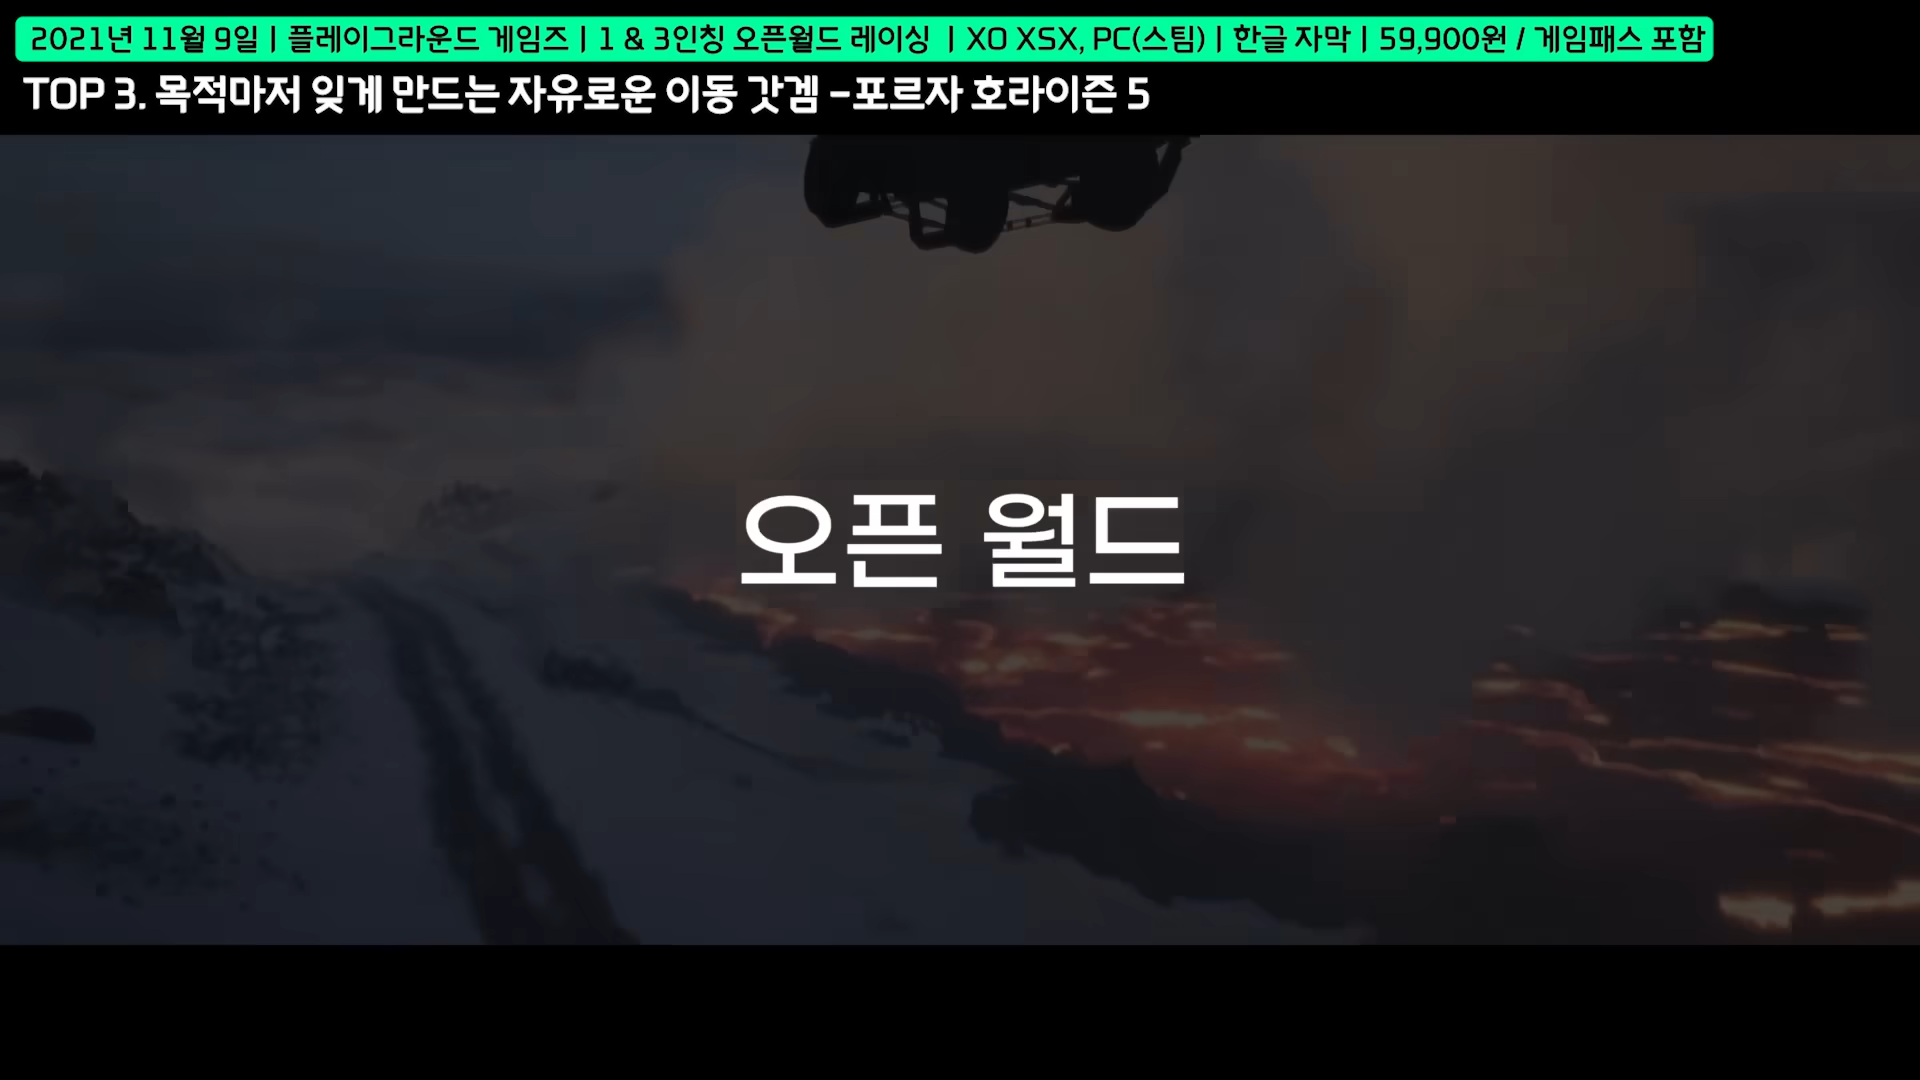 2021년 11월 9일 | 플레이그라운드 게임즈 | 1 & 3인칭 오픈월드 레이싱 | XO XSX, PC(스팀) | 한글 자막 | 59,900원 / 게임패스 포함
TOP 3. 목적마저 잊게 만드는 자유로운 이동 갓겜 -포르자 호라이즌 5
오픈 월드